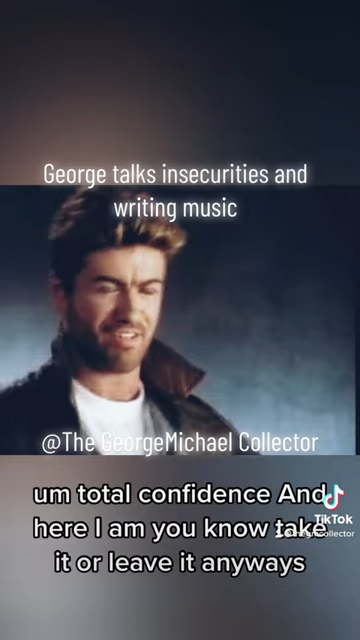 George talks insecurities and
writing music
@The GeorgeMichael Collector
um total confidence And
here I am you know take
it or leave it anyways
TikTok